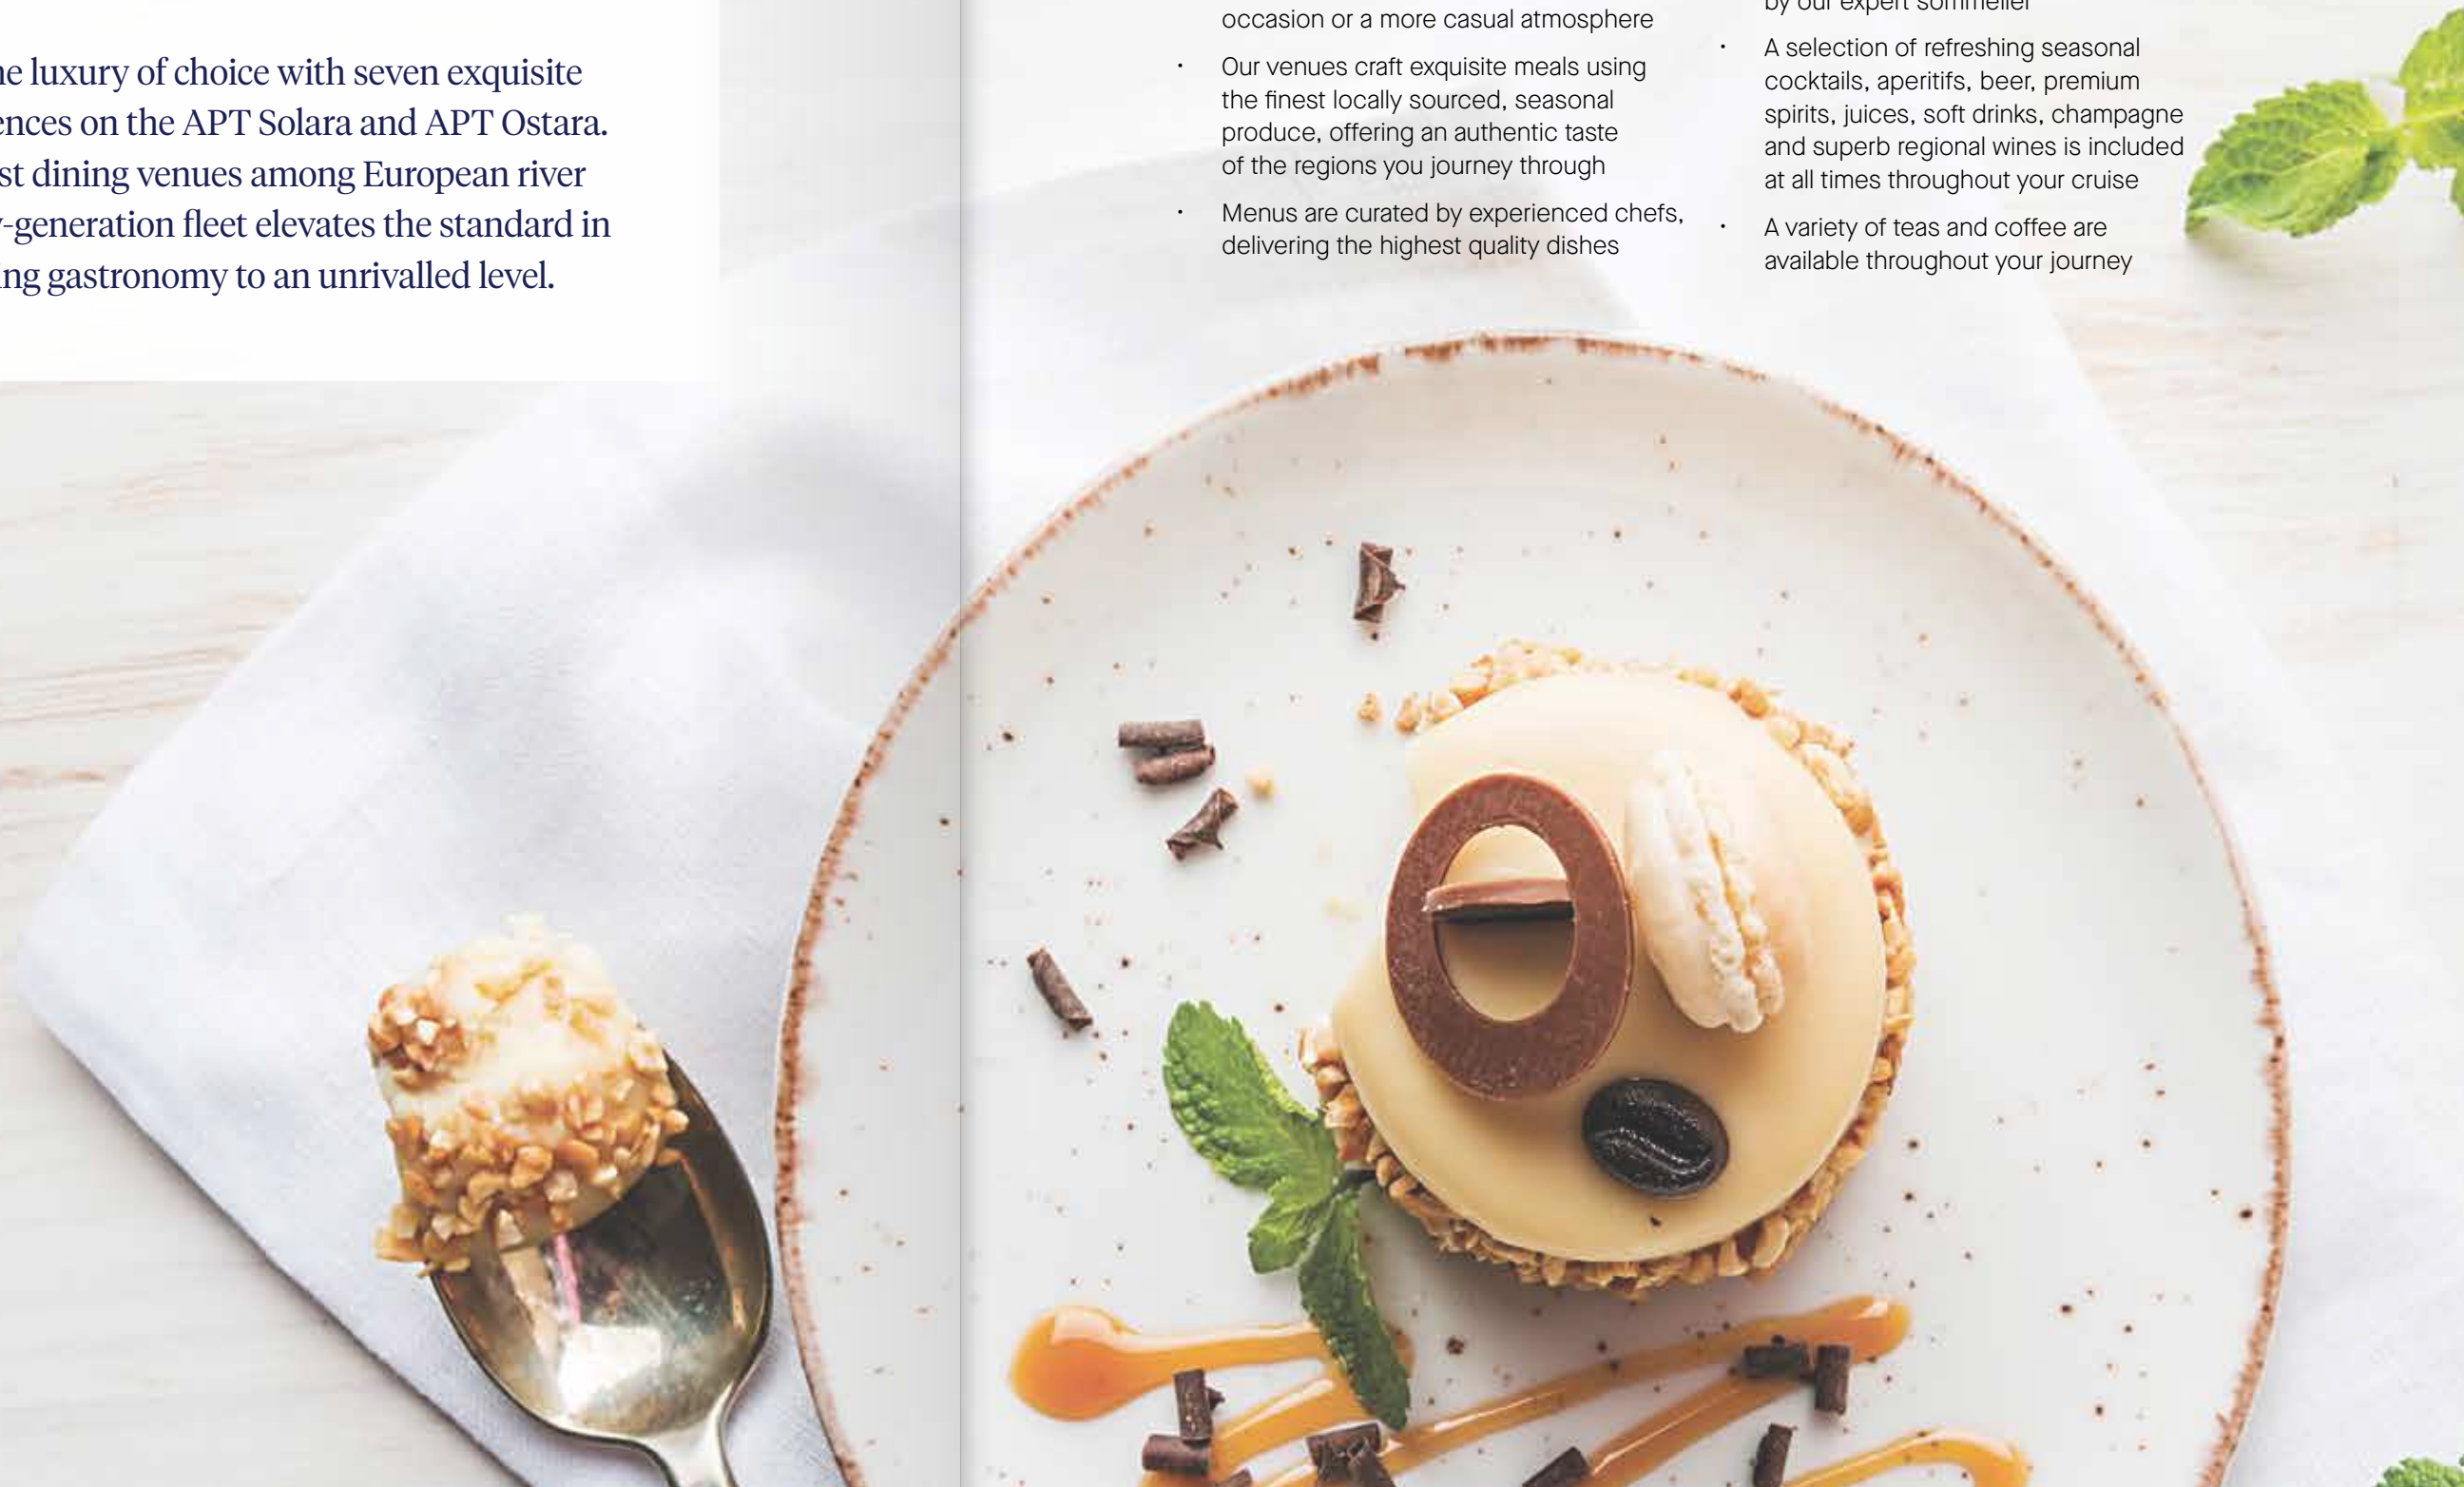 luxury of choice with seven exquisite
on the APT Solara and APT Ostara.
dining venues among European river
-generation fleet elevates the standard in
gastronomy to an unrivalled level.
occasion or a more casual atmosphere
· Our venues craft exquisite meals using
the finest locally sourced, seasonal
produce, offering an authentic taste
of the regions you journey through
· Menus are curated by experienced chefs,
delivering the highest quality dishes
by our expert sommelier
· A selection of refreshing seasonal
cocktails, aperitifs, beer, premium
spirits, juices, soft drinks, champagne
and superb regional wines is included
at all times throughout your cruise
· A variety of teas and coffee are
available throughout your journey